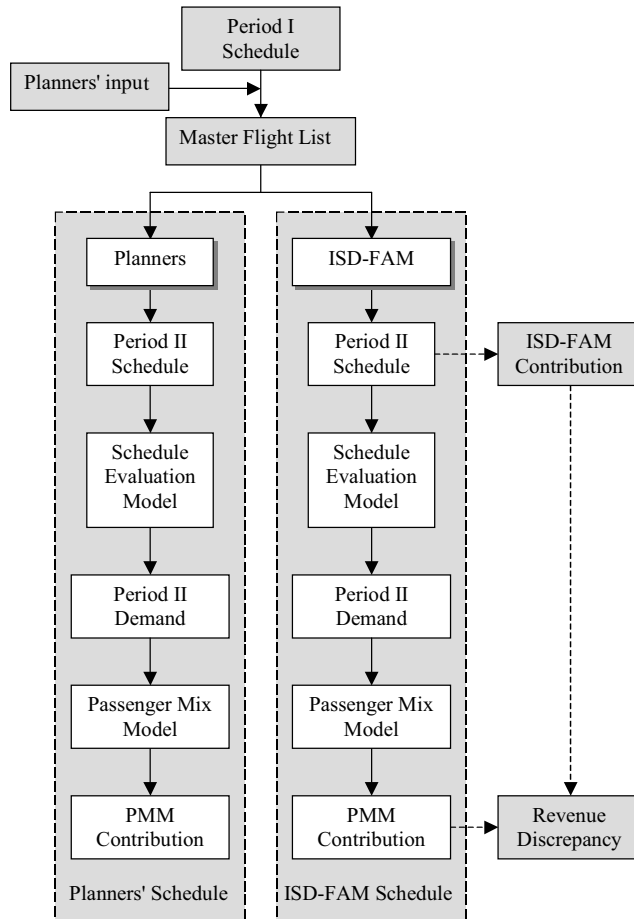 Period I
Schedule
Planners' input
Master Flight List
Planners
Period II
Schedule
Schedule
Evaluation
Model
Period II
Demand
Passenger Mix
Model
PMM
Contribution
Planners' Schedule
ISD-FAM
Period II
Schedule
Schedule
Evaluation
Model
Period II
Demand
Passenger Mix
Model
PMM
Contribution
ISD-FAM Schedule
ISD-FAM
Contribution
Revenue
Discrepancy